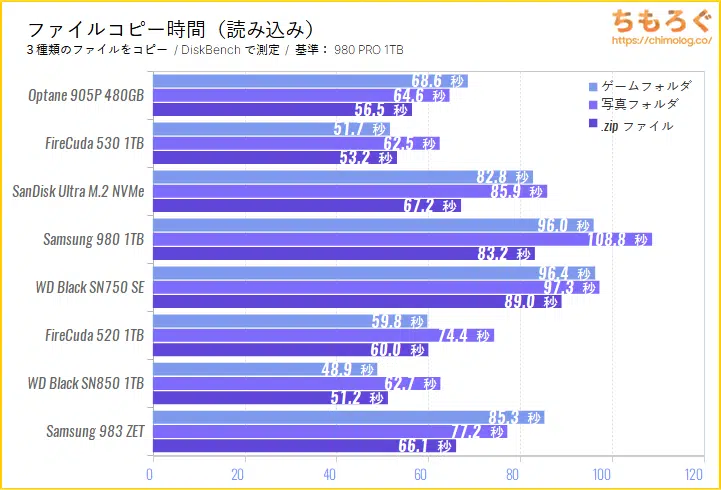 ファイルコピー時間（読み込み）
3種類のファイルをコピー / DiskBench で測定 / 基準： 980 PRO 1TB
ちもろぐ
https://chimolog.co/
ゲームフォルダ
写真フォルダ
.zip ファイル
Optane 905P 480GB
68.6 秒
64.6 秒
56.5 秒
FireCuda 530 1TB
51.7 秒
62.5 秒
53.2 秒
SanDisk Ultra M.2 NVMe
82.8 秒
85.9 秒
67.2 秒
Samsung 980 1TB
96.0 秒
108.8 秒
83.2 秒
WD Black SN750 SE
96.4 秒
97.3 秒
89.0 秒
FireCuda 520 1TB
59.8 秒
74.4 秒
60.0 秒
WD Black SN850 1TB
48.9 秒
62.7 秒
51.2 秒
Samsung 983 ZET
85.3 秒
77.2 秒
66.1 秒
0 20 40 60 80 100 120